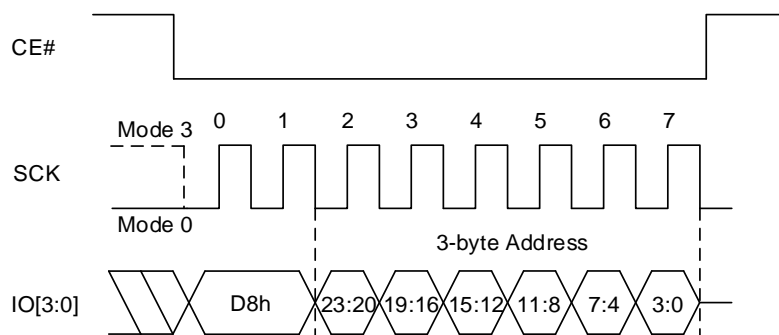 CE#
Mode 3
0 1 2 3 4 5 6 7
SCK
Mode 0
3-byte Address
IO[3:0]
D8h 23:20 19:16 15:12 11:8 7:4 3:0